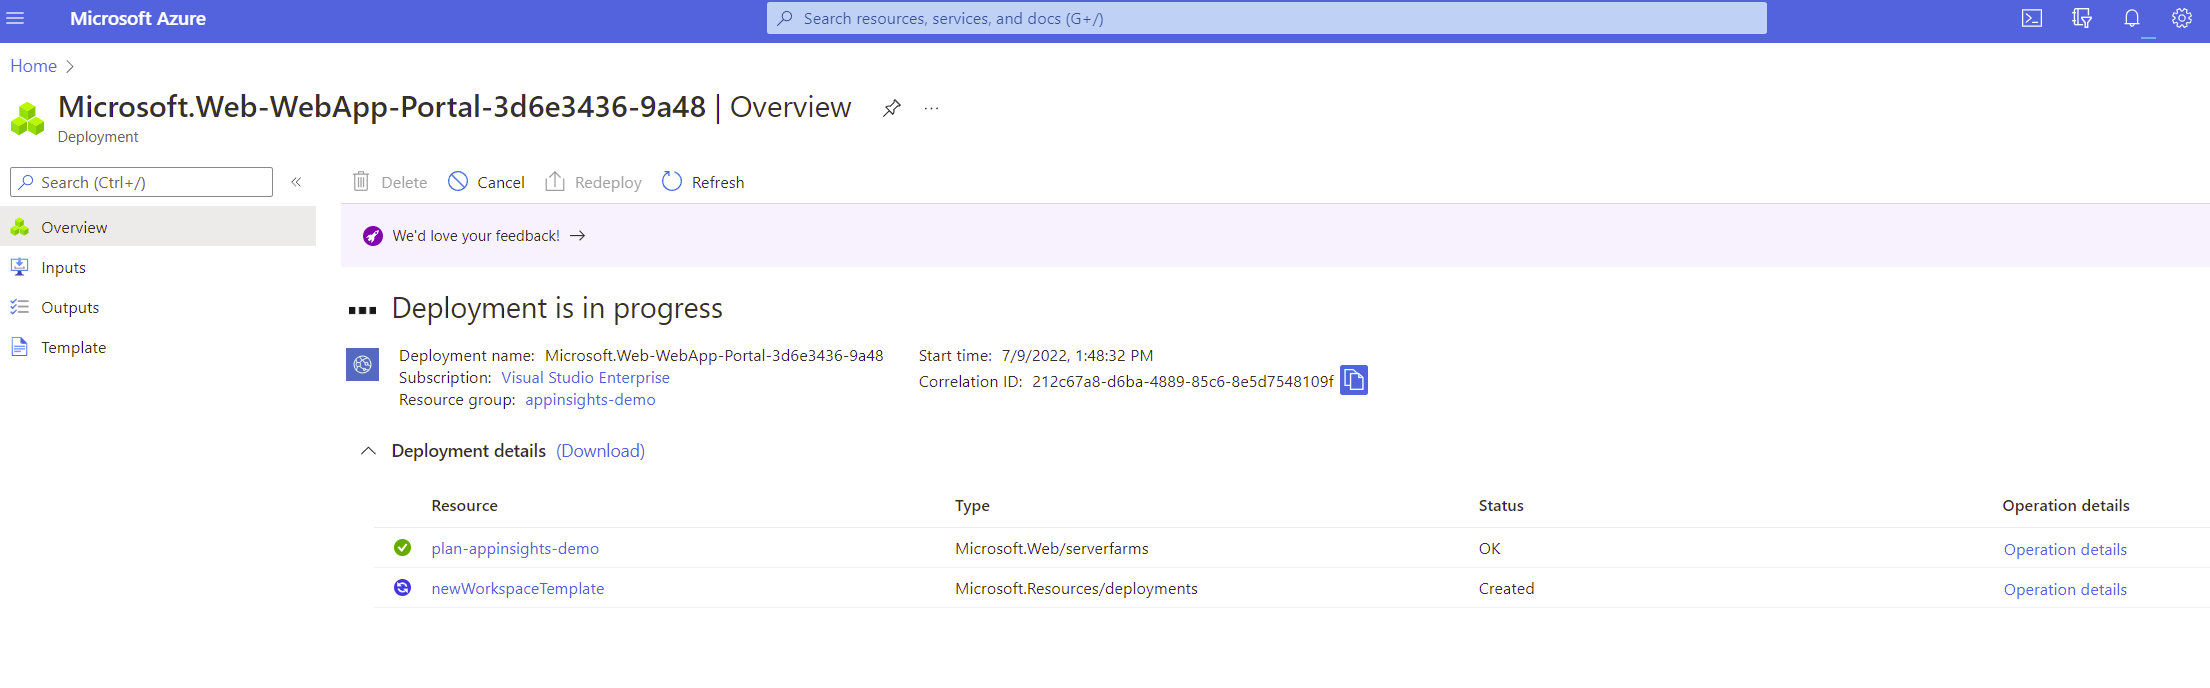 Microsoft Azure
Search resources, services, and docs (G+/)
Home
Microsoft.Web-WebApp-Portal-3d6e3436-9a48 | Overview
Deployment
Search (Ctrl+/)
Overview
Inputs
Outputs
Template
Delete Cancel Redeploy Refresh
We'd love your feedback!
Deployment is in progress
Deployment name: Microsoft.Web-WebApp-Portal-3d6e3436-9a48
Subscription: Visual Studio Enterprise
Resource group: appinsights-demo
Start time: 7/9/2022, 1:48:32 PM
Correlation ID: 212c67a8-d6ba-4889-85c6-8e5d7548109f
Deployment details (Download)
Resource Type Status Operation details
plan-appinsights-demo Microsoft.Web/serverfarms OK Operation details
newWorkspaceTemplate Microsoft.Resources/deployments Created Operation details